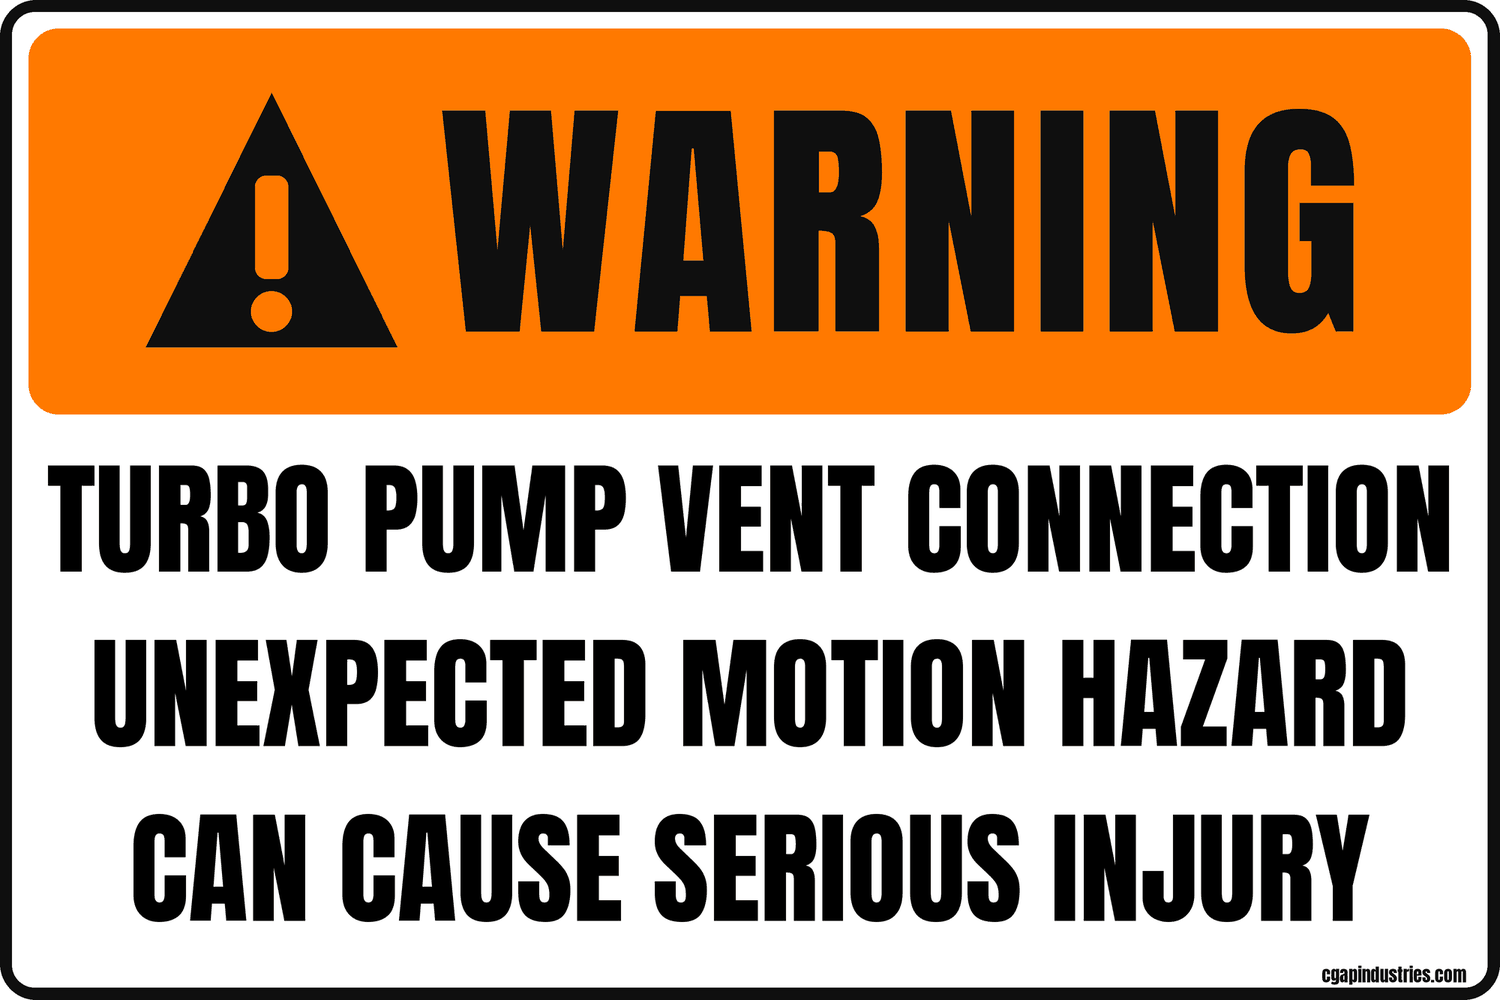 WARNING
TURBO PUMP VENT CONNECTION
UNEXPECTED MOTION HAZARD
CAN CAUSE SERIOUS INJURY
cgapindustries.com